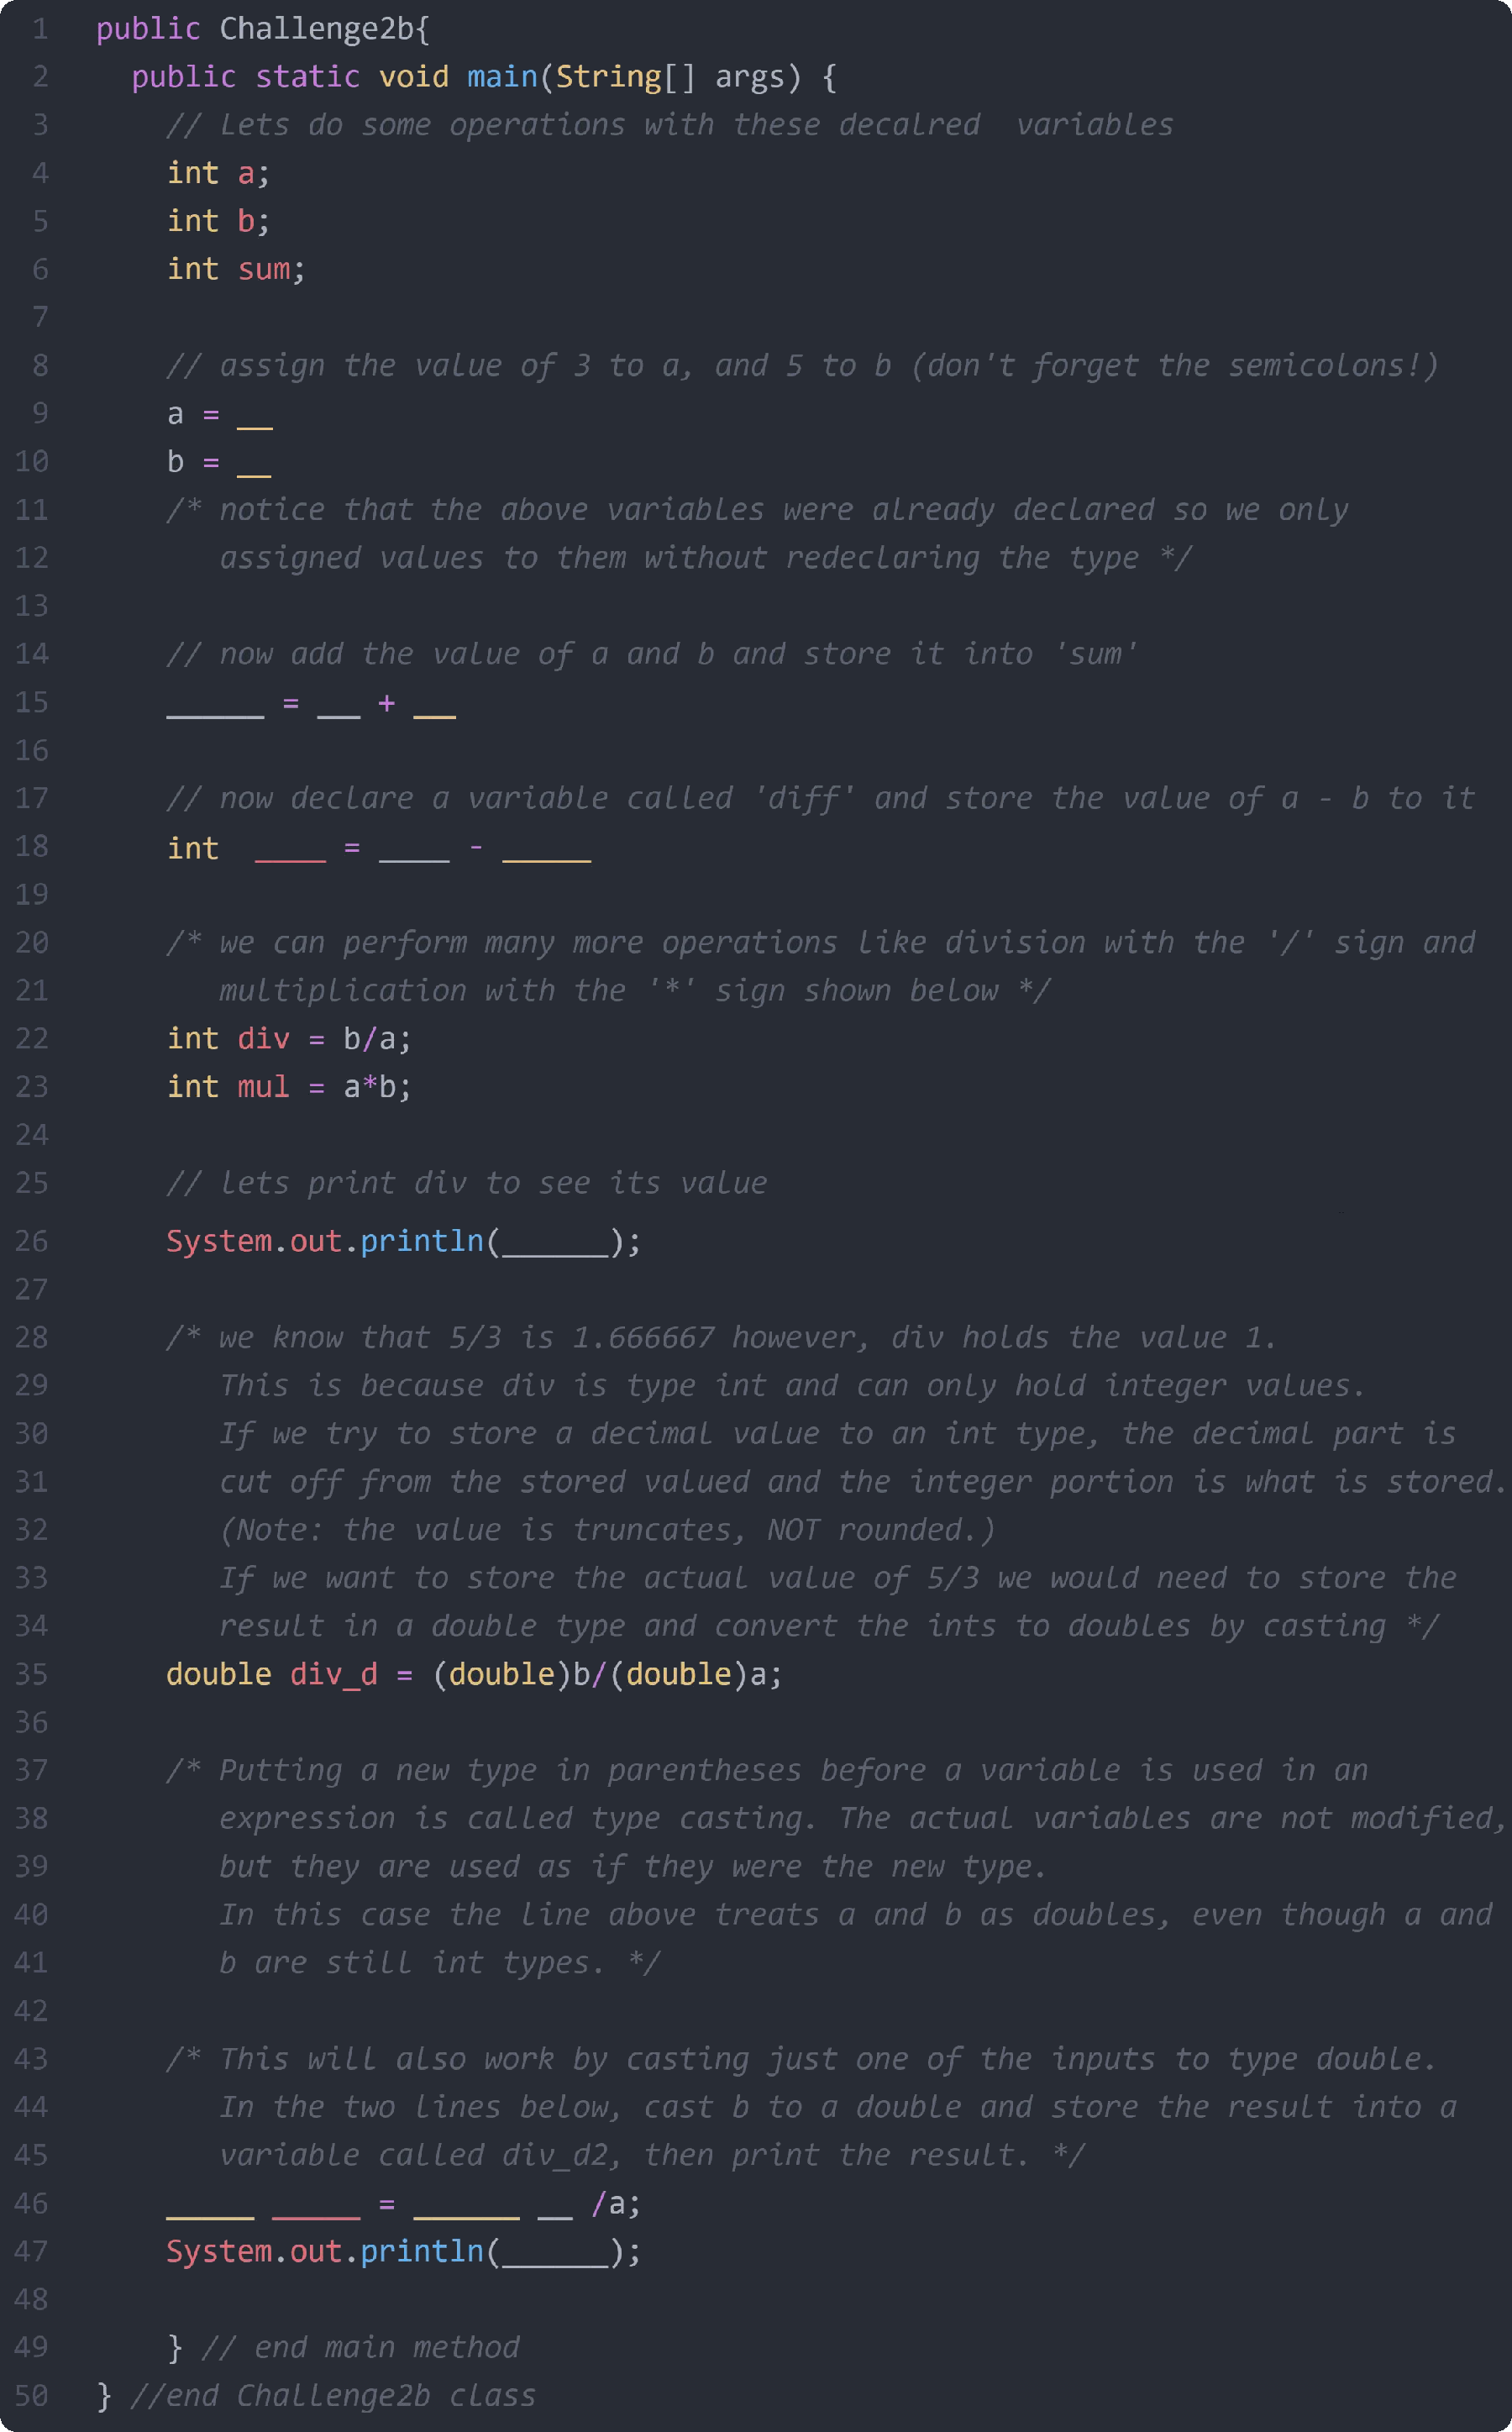 1 public Challenge2b{
2 public static void main(String[] args) {
3 // Lets do some operations with these decalred  variables
4 int a;
5 int b;
6 int sum;
7
8 // assign the value of 3 to a, and 5 to b (don't forget the semicolons!)
9 a = __
10 b = __
11 /* notice that the above variables were already declared so we only
12 assigned values to them without redeclaring the type */
13
14 // now add the value of a and b and store it into 'sum'
15 _____ = __ + __
16
17 // now declare a variable called 'diff' and store the value of a - b to it
18 int  ____ = ____ - _____
19
20 /* we can perform many more operations like division with the '/' sign and
21 multiplication with the '*' sign shown below */
22 int div = b/a;
23 int mul = a*b;
24
25 // lets print div to see its value
26 System.out.println(______);
27
28 /* we know that 5/3 is 1.666667 however, div holds the value 1.
29 This is because div is type int and can only hold integer values.
30 If we try to store a decimal value to an int type, the decimal part is
31 cut off from the stored valued and the integer portion is what is stored.
32 (Note: the value is truncates, NOT rounded.)
33 If we want to store the actual value of 5/3 we would need to store the
34 result in a double type and convert the ints to doubles by casting */
35 double div_d = (double)b/(double)a;
36
37 /* Putting a new type in parentheses before a variable is used in an
38 expression is called type casting. The actual variables are not modified,
39 but they are used as if they were the new type.
40 In this case the line above treats a and b as doubles, even though a and
41 b are still int types. */
42
43 /* This will also work by casting just one of the inputs to type double.
44 In the two lines below, cast b to a double and store the result into a
45 variable called div_d2, then print the result. */
46 _____ _____ = ______ __ /a;
47 System.out.println(______);
48
49 } // end main method
50 } //end Challenge2b class